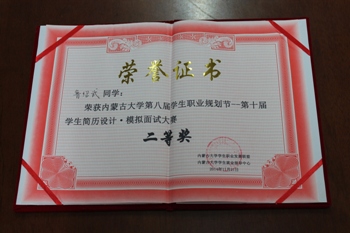 荣誉证书
同学：
荣获内蒙古大学第八届学生职业规划节—第十届
学生简历设计·模拟面试大赛
二等奖